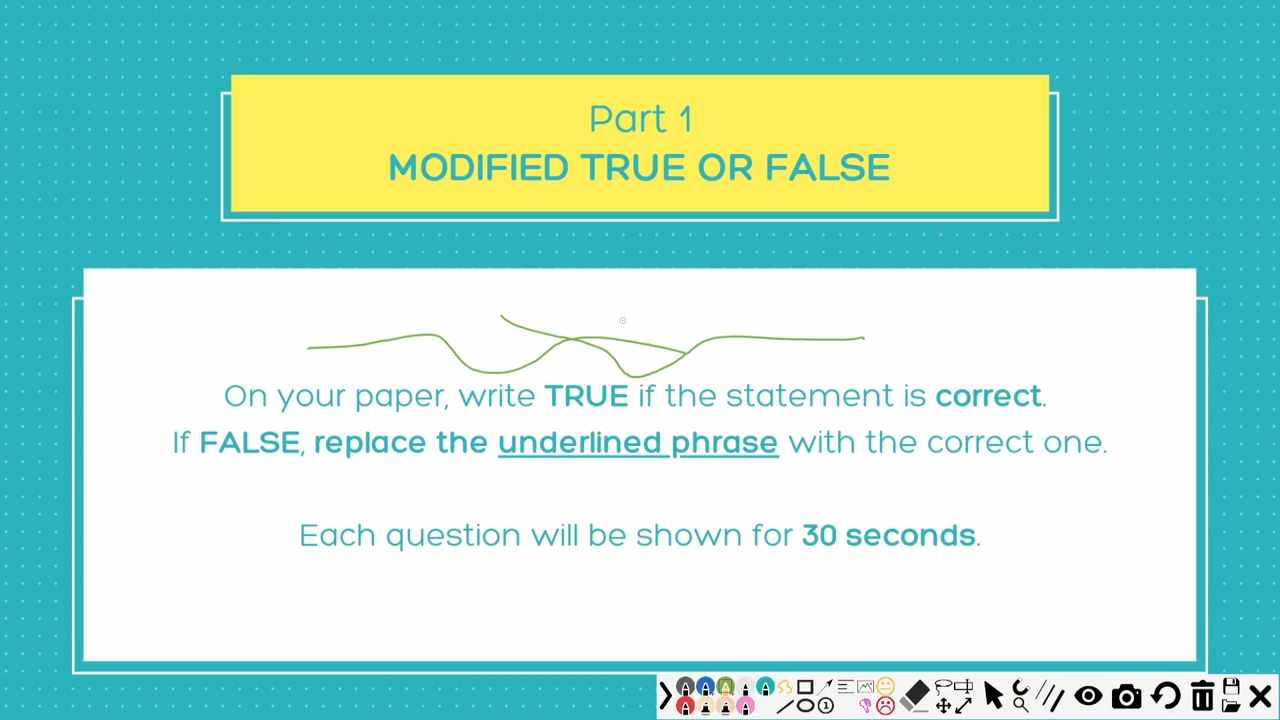 Part 1
MODIFIED TRUE OR FALSE
On your paper, write TRUE if the statement is correct.
If FALSE, replace the underlined phrase with the correct one.
Each question will be shown for 30 seconds.